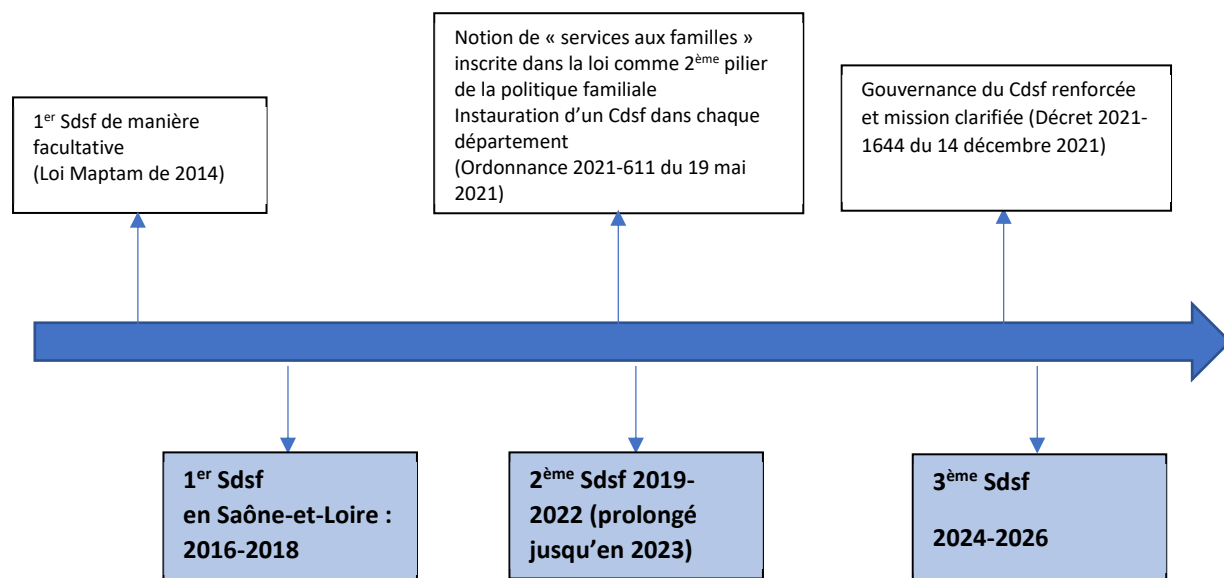 1er Sdsf de manière
facultative
(Loi Maptam de 2014)
Notion de « services aux familles »
inscrite dans la loi comme 2ème pilier
de la politique familiale
Instauration d’un Cdsf dans chaque
département
(Ordonnance 2021-611 du 19 mai
2021)
Gouvernance du Cdsf renforcée
et mission clarifiée (Décret 2021-
1644 du 14 décembre 2021)
1er Sdsf
en Saône-et-Loire :
2016-2018
2ème Sdsf 2019-
2022 (prolongé
jusqu’en 2023)
3ème Sdsf
2024-2026